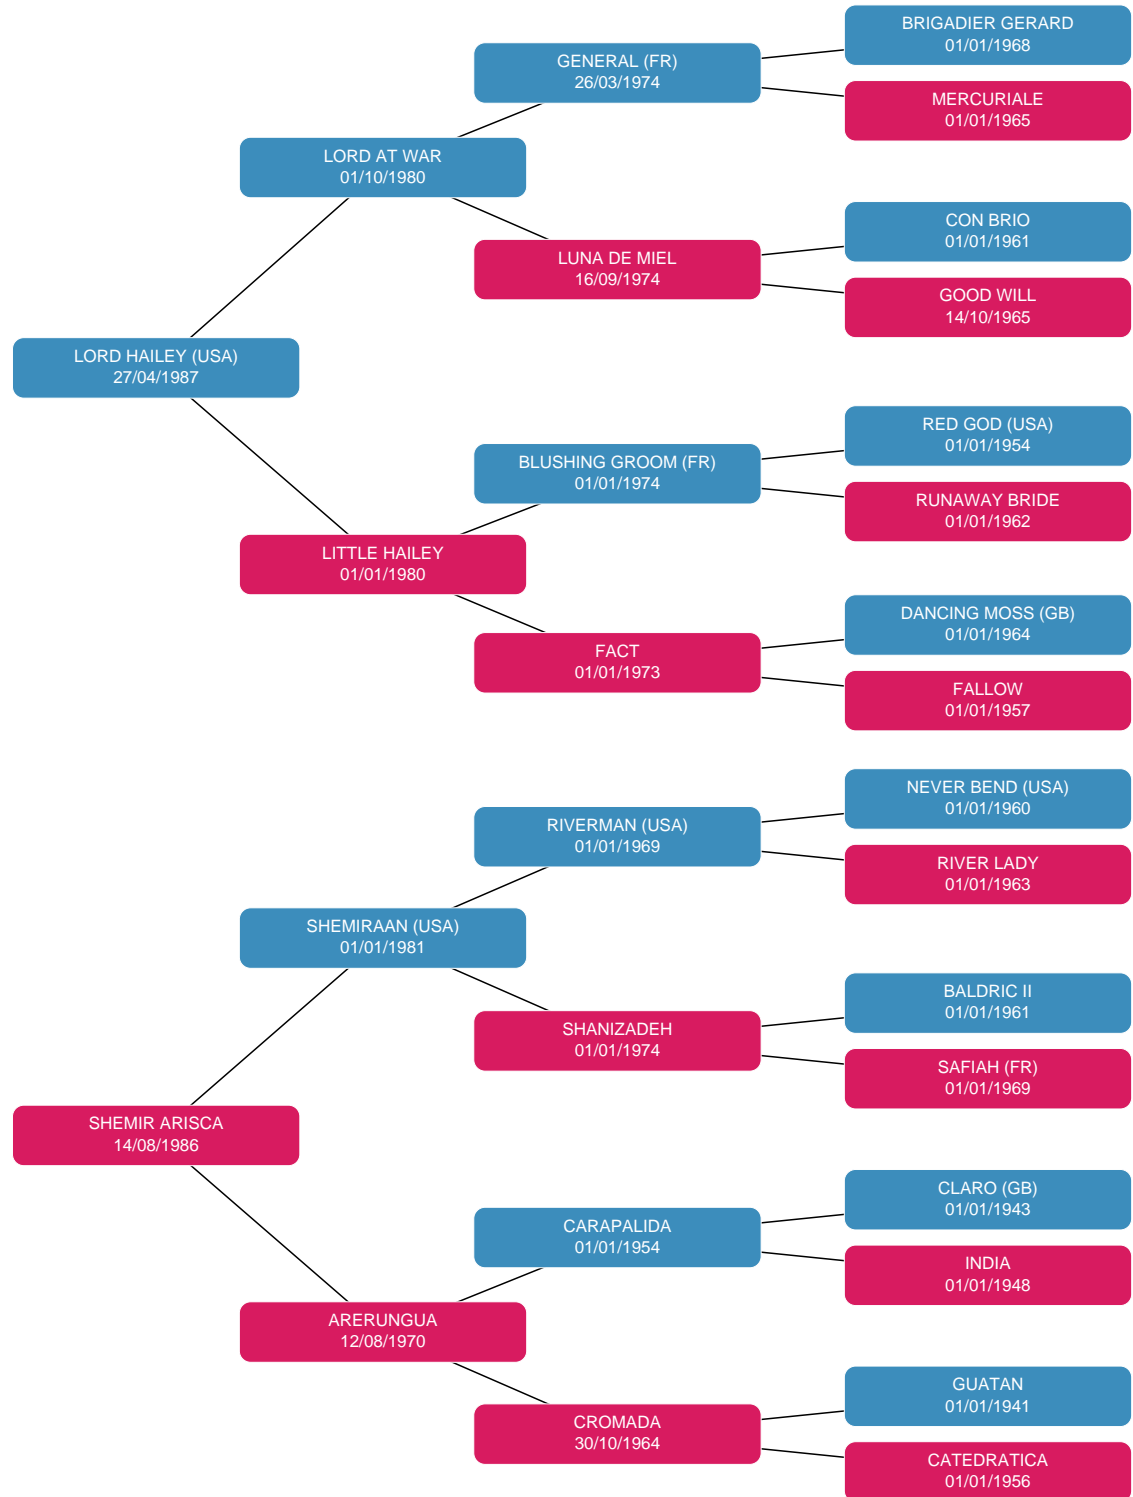 BRIGADIER GERARD
01/01/1968
GENERAL (FR)
26/03/1974
MERCURIALE
01/01/1965
LORD AT WAR
01/10/1980
CON BRIO
01/01/1961
LUNA DE MIEL
16/09/1974
GOOD WILL
14/10/1965
LORD HAILEY (USA)
27/04/1987
RED GOD (USA)
01/01/1954
BLUSHING GROOM (FR)
01/01/1974
RUNAWAY BRIDE
01/01/1962
LITTLE HAILEY
01/01/1980
DANCING MOSS (GB)
01/01/1964
FACT
01/01/1973
FALLOW
01/01/1957
NEVER BEND (USA)
01/01/1960
RIVERMAN (USA)
01/01/1969
RIVER LADY
01/01/1963
SHEMIRAAN (USA)
01/01/1981
BALDRIC II
01/01/1961
SHANIZADEH
01/01/1974
SAFIAH (FR)
01/01/1969
SHEMIR ARISCA
14/08/1986
CLARO (GB)
01/01/1943
CARAPALIDA
01/01/1954
INDIA
01/01/1948
ARERUNGUA
12/08/1970
GUATAN
01/01/1941
CROMADA
30/10/1964
CATEDRATICA
01/01/1956